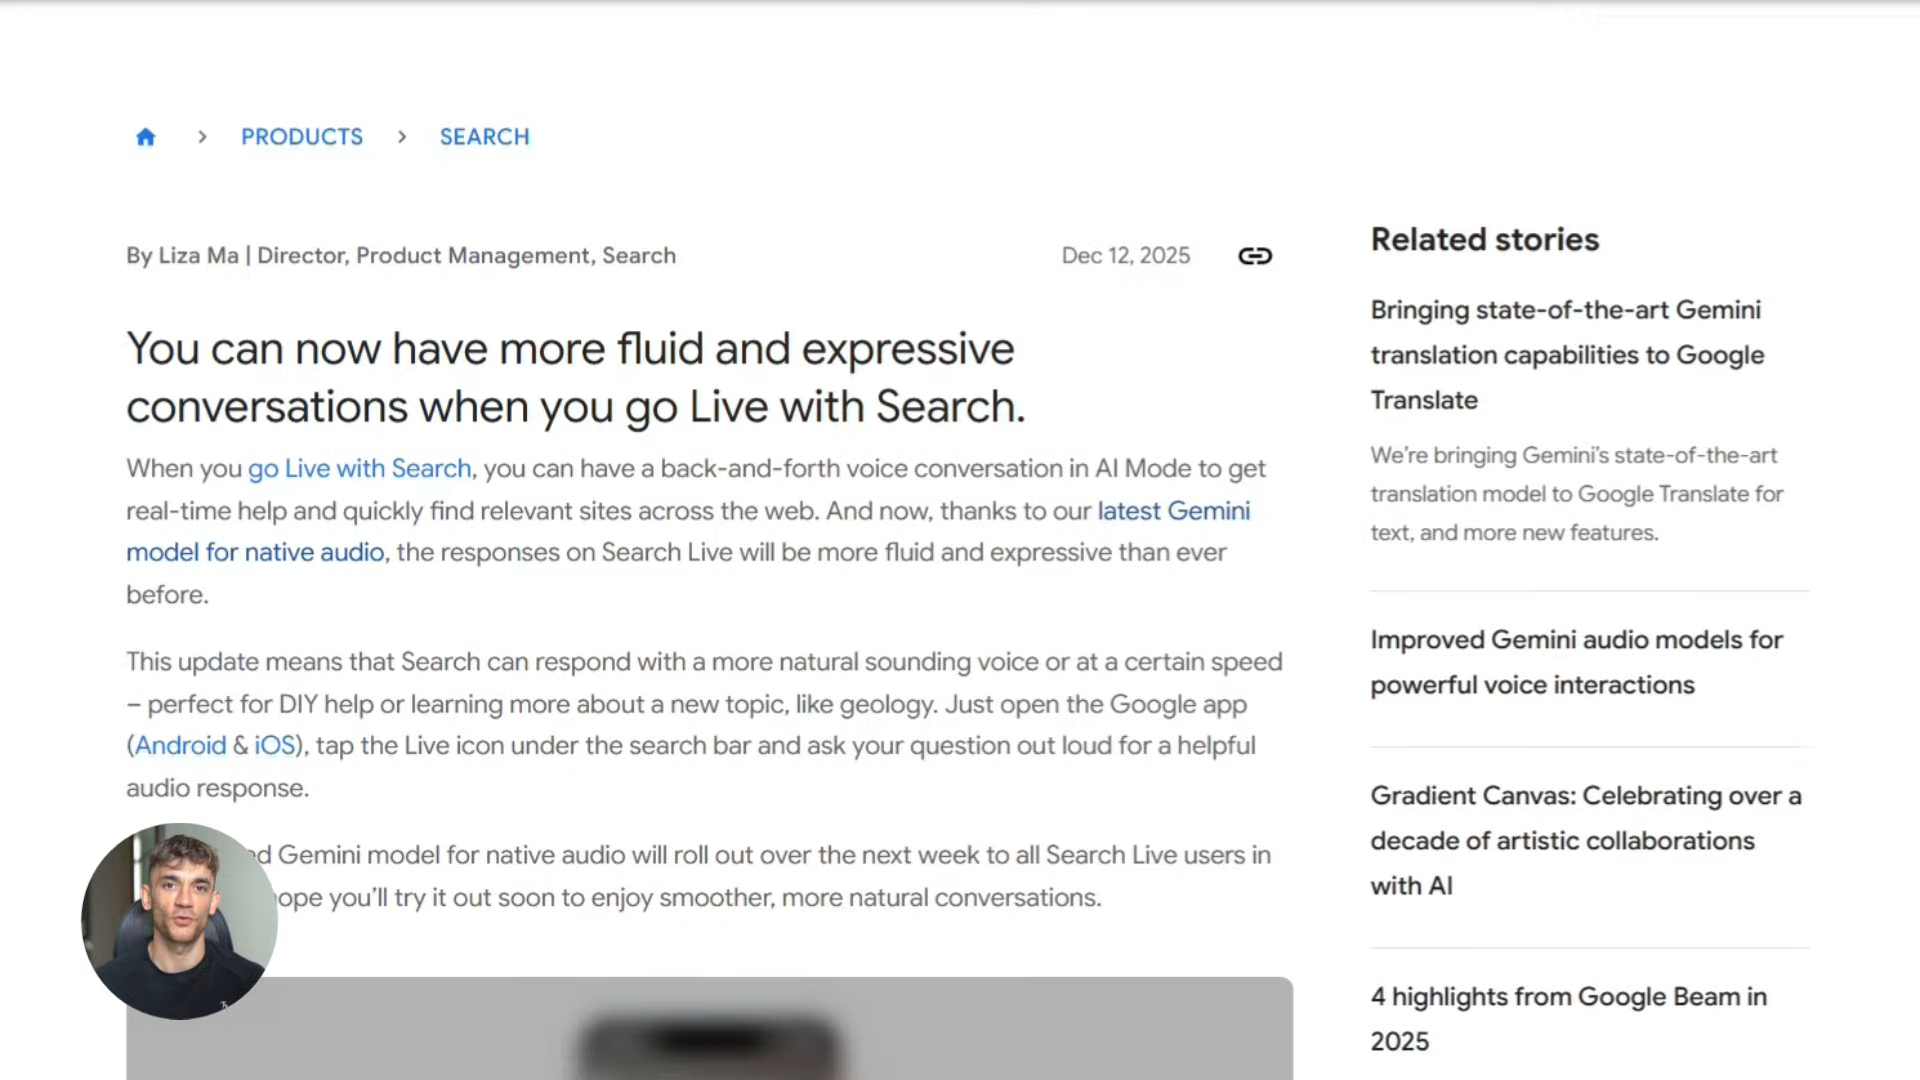 PRODUCTS
SEARCH
By Liza Ma | Director, Product Management, Search
Dec 12, 2025
You can now have more fluid and expressive
conversations when you go Live with Search.
When you go Live with Search, you can have a back-and-forth voice conversation in AI Mode to get
real-time help and quickly find relevant sites across the web. And now, thanks to our latest Gemini
model for native audio, the responses on Search Live will be more fluid and expressive than ever
before.
This update means that Search can respond with a more natural sounding voice or at a certain speed
– perfect for DIY help or learning more about a new topic, like geology. Just open the Google app
(Android & iOS), tap the Live icon under the search bar and ask your question out loud for a helpful
audio response.
Gemini model for native audio will roll out over the next week to all Search Live users in
you'll try it out soon to enjoy smoother, more natural conversations.
Related stories
Bringing state-of-the-art Gemini
translation capabilities to Google
Translate
We're bringing Gemini's state-of-the-art
translation model to Google Translate for
text, and more new features.
Improved Gemini audio models for
powerful voice interactions
Gradient Canvas: Celebrating over a
decade of artistic collaborations
with AI
4 highlights from Google Beam in
2025